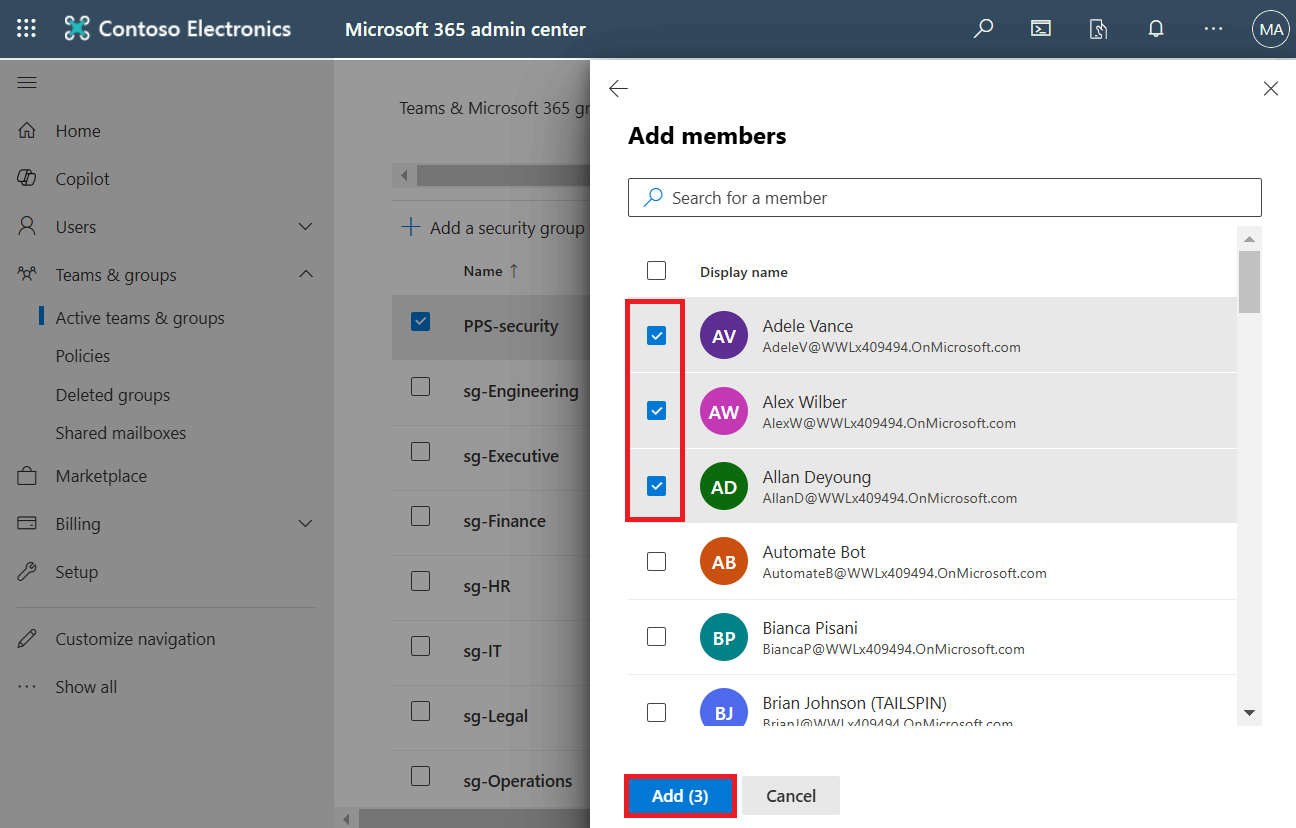 Contoso Electronics
Microsoft 365 admin center
MA
Home
Copilot
Users
Teams & groups
Active teams & groups
Policies
Deleted groups
Shared mailboxes
Marketplace
Billing
Setup
Customize navigation
Show all
Teams & Microsoft 365 gr
Add a security group
Name ↑
PPS-security
sg-Engineering
sg-Executive
sg-Finance
sg-HR
sg-IT
sg-Legal
sg-Operations
Add members
Search for a member
Display name
AV
Adele Vance
AdeleV@WWLx409494.OnMicrosoft.com
AW
Alex Wilber
AlexW@WWLx409494.OnMicrosoft.com
AD
Allan Deyoung
AllanD@WWLx409494.OnMicrosoft.com
AB
Automate Bot
AutomateB@WWLx409494.OnMicrosoft.com
BP
Bianca Pisani
BiancaP@WWLx409494.OnMicrosoft.com
BJ
Brian Johnson (TAILSPIN)
BrianJ@WWLx409494.OnMicrosoft.com
Add (3)
Cancel